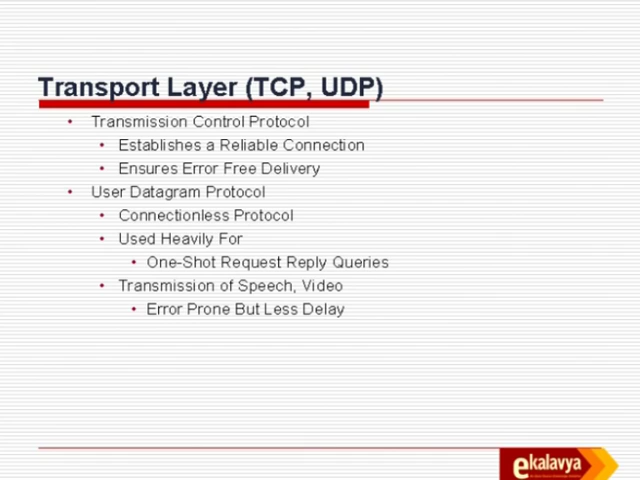 Transport Layer (TCP, UDP)
• Transmission Control Protocol
• Establishes a Reliable Connection
• Ensures Error Free Delivery
• User Datagram Protocol
• Connectionless Protocol
• Used Heavily For
• One-Shot Request Reply Queries
• Transmission of Speech, Video
• Error Prone But Less Delay
ekalavya